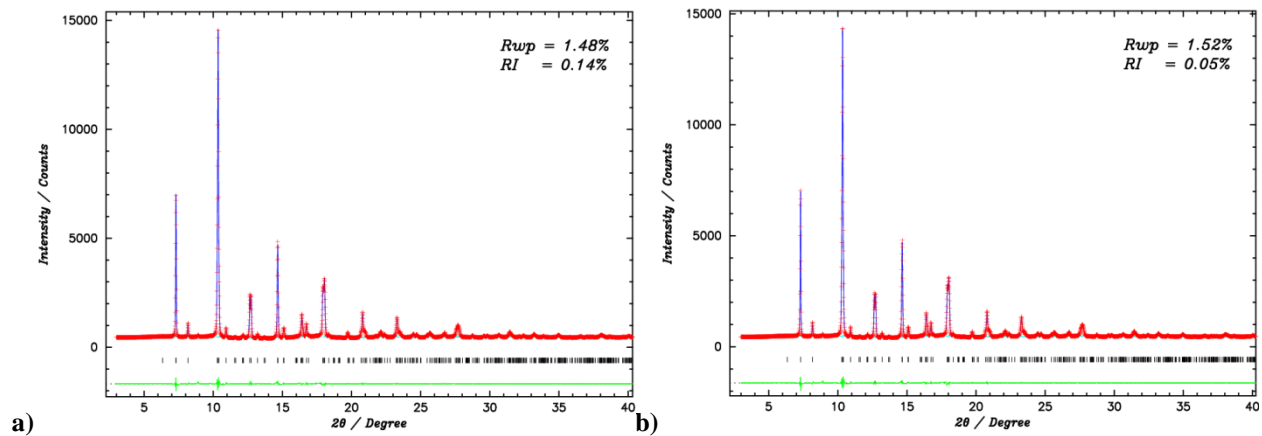 15000
10000
5000
0
Intensity / Counts
Rwp = 1.48%
RI = 0.14%
5 10 15 20 25 30 35 40
2θ / Degree
a)
15000
10000
5000
0
Intensity / Counts
Rwp = 1.52%
RI = 0.05%
5 10 15 20 25 30 35 40
2θ / Degree
b)